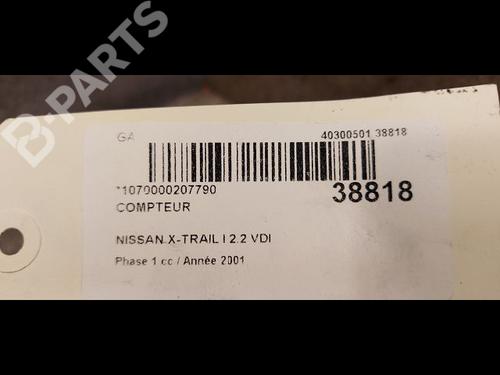 B-PARTS
GA
40300501 38818
*1070000207790
38818
COMPTEUR
NISSAN X-TRAIL I 2.2 VDI
Phase 1 cc / Année 2001